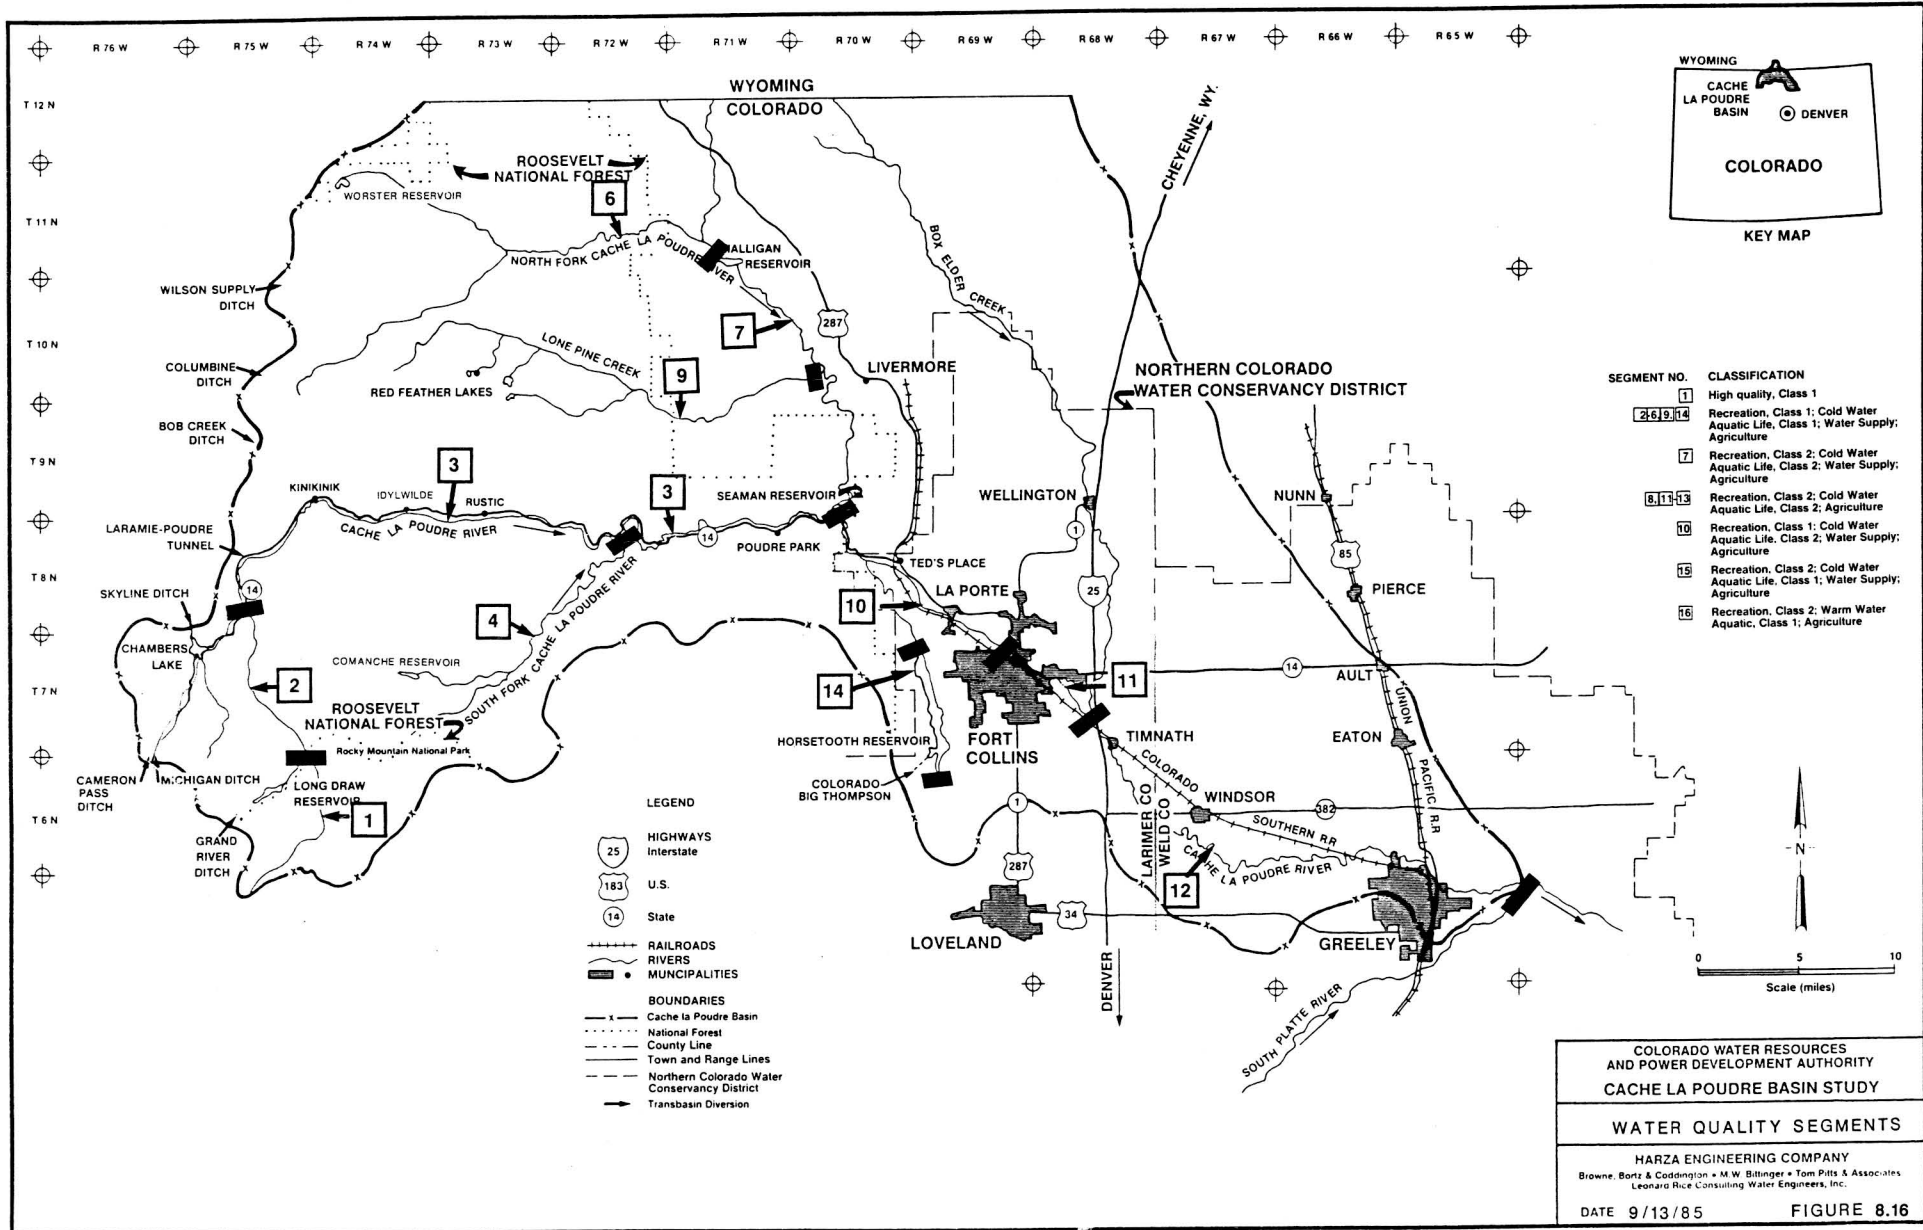 R 76 W
R 75 W
R 74 W
R 73 W
R 72 W
R 71 W
R 70 W
R 69 W
R 68 W
R 67 W
R 66 W
R 65 W
T 12 N
T 11 N
T 10 N
T 9 N
T 8 N
T 7 N
T 6 N
WYOMING
COLORADO
WYOMING
CACHE
LA POUDRE
BASIN
DENVER
COLORADO
KEY MAP
CHEYENNE, WY.
ROOSEVELT
NATIONAL FOREST
WORSTER RESERVOIR
6
NORTH FORK CACHE LA POUDRE RIVER
HALLIGAN
RESERVOIR
BOX ELDER
CREEK
WILSON SUPPLY
DITCH
7
287
LONE PINE CREEK
LIVERMORE
NORTHERN COLORADO
WATER CONSERVANCY DISTRICT
COLUMBINE
DITCH
RED FEATHER LAKES
9
BOB CREEK
DITCH
3
3
KINIKINIK
IDYLWILDE
RUSTIC
SEAMAN RESERVOIR
WELLINGTON
NUNN
LARAMIE-POUDRE
TUNNEL
CACHE LA POUDRE RIVER
14
POUDRE PARK
1
85
TED'S PLACE
SKYLINE DITCH
14
4
SOUTH FORK CACHE LA POUDRE RIVER
10
LA PORTE
25
PIERCE
CHAMBERS
LAKE
COMANCHE RESERVOIR
14
AULT
2
14
11
UNION
ROOSEVELT
NATIONAL FOREST
Rocky Mountain National Park
HORSETOOTH RESERVOIR
FORT
COLLINS
TIMNATH
EATON
CAMERON
PASS
DITCH
MICHIGAN DITCH
LONG DRAW
RESERVOIR
COLORADO
BIG THOMPSON
COLORADO
PACIFIC R.R
WINDSOR
382
1
1
GRAND
RIVER
DITCH
SOUTHERN RR
LARIMER CO
WELD CO
CACHE LA POUDRE RIVER
287
12
34
LOVELAND
GREELEY
DENVER
SOUTH PLATTE RIVER
LEGEND
HIGHWAYS
25 Interstate
183 U.S.
14 State
RAILROADS
RIVERS
MUNCIPALITIES
BOUNDARIES
Cache la Poudre Basin
National Forest
County Line
Town and Range Lines
Northern Colorado Water
Conservancy District
Transbasin Diversion
SEGMENT NO. CLASSIFICATION
1 High quality, Class 1
2-6,9,14 Recreation, Class 1; Cold Water
Aquatic Life, Class 1; Water Supply;
Agriculture
7 Recreation, Class 2; Cold Water
Aquatic Life, Class 2; Water Supply;
Agriculture
8,11-13 Recreation, Class 2; Cold Water
Aquatic Life, Class 2; Agriculture
10 Recreation, Class 1; Cold Water
Aquatic Life, Class 2; Water Supply;
Agriculture
15 Recreation, Class 2; Cold Water
Aquatic Life, Class 1; Water Supply;
Agriculture
16 Recreation, Class 2; Warm Water
Aquatic, Class 1; Agriculture
N
0 5 10
Scale (miles)
COLORADO WATER RESOURCES
AND POWER DEVELOPMENT AUTHORITY
CACHE LA POUDRE BASIN STUDY
WATER QUALITY SEGMENTS
HARZA ENGINEERING COMPANY
Browne, Bortz & Coddington • M.W. Bittinger • Tom Pitts & Associates
Leonard Rice Consulting Water Engineers, Inc.
DATE 9/13/85 FIGURE 8.16